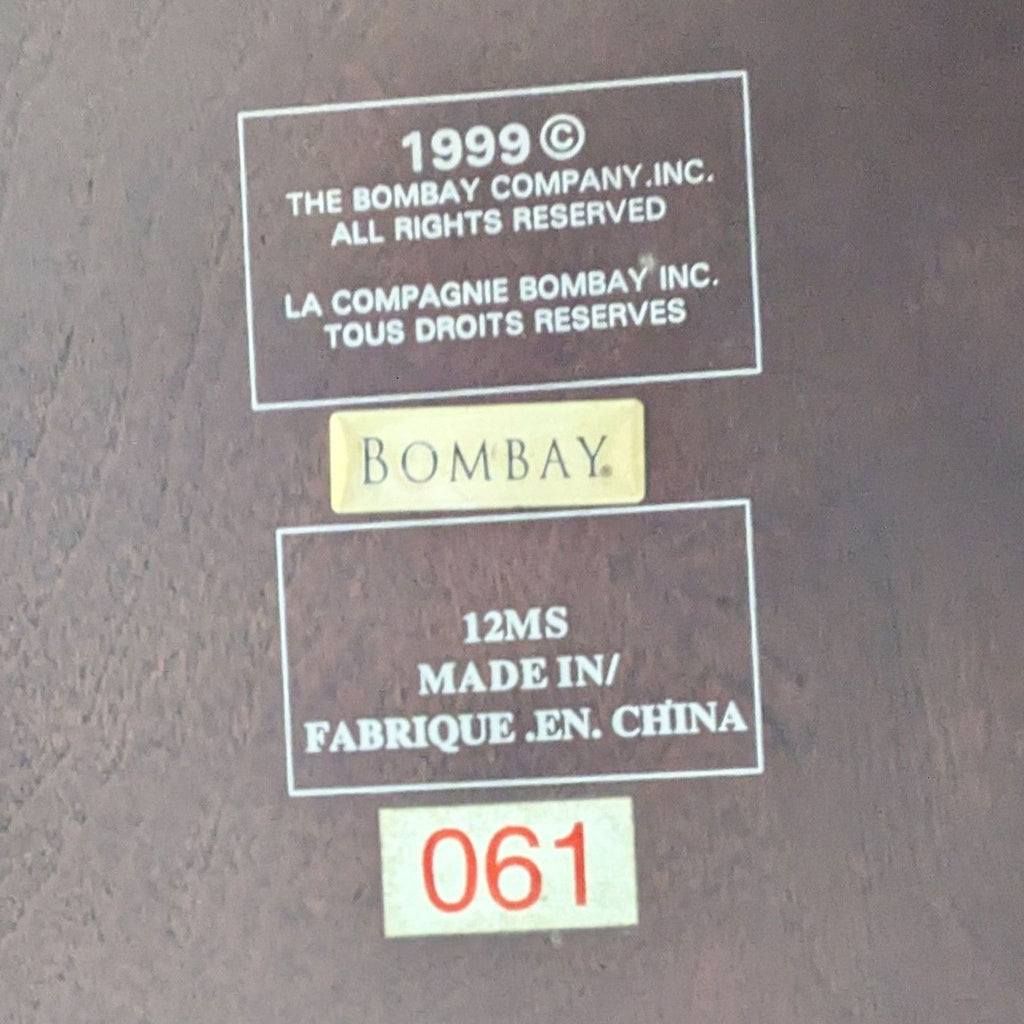 1999 ©
THE BOMBAY COMPANY.INC.
ALL RIGHTS RESERVED
LA COMPAGNIE BOMBAY INC.
TOUS DROITS RESERVES
BOMBAY®
12MS
MADE IN/
FABRIQUE .EN. CHINA
061